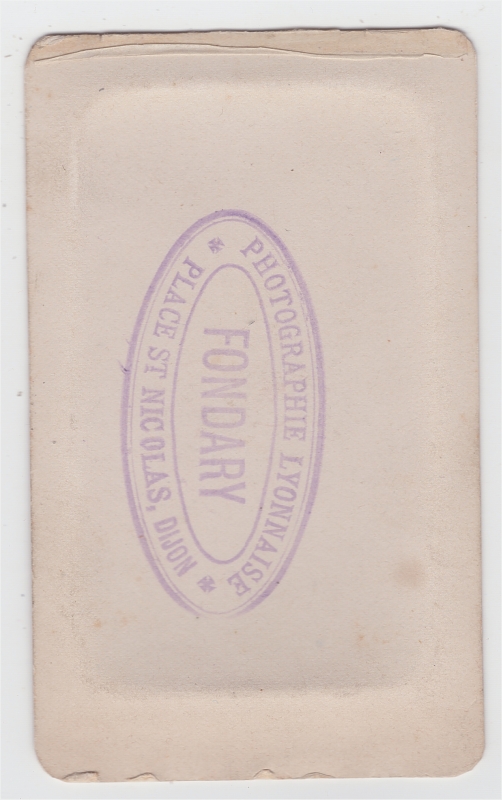 PHOTOGRAPHIE LYONNAISE
FONDARY
PLACE ST NICOLAS, DIJON